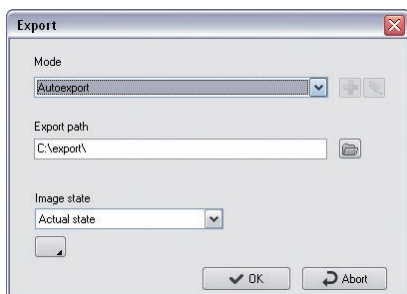 Export
Mode
Autoexport
Export path
C:\export\
Image state
Actual state
OK
Abort